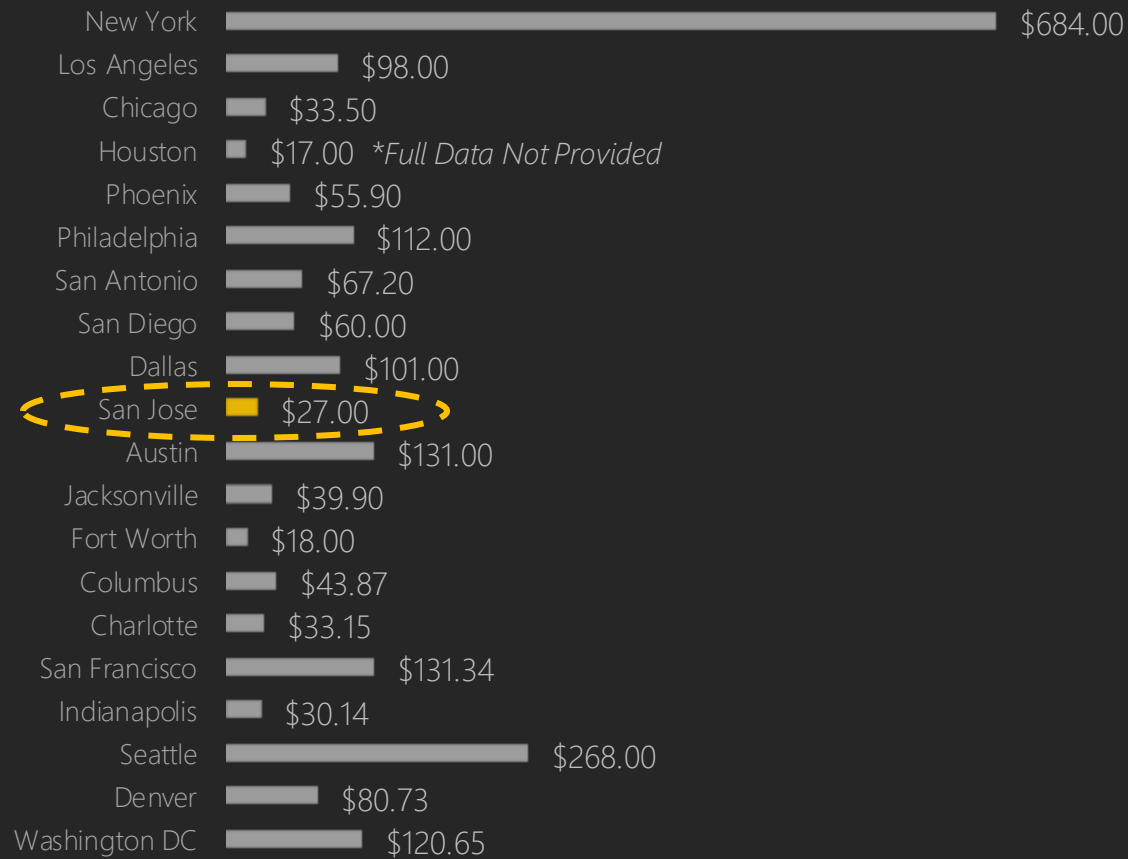 New York $684.00
Los Angeles $98.00
Chicago $33.50
Houston $17.00 *Full Data Not Provided
Phoenix $55.90
Philadelphia $112.00
San Antonio $67.20
San Diego $60.00
Dallas $101.00
San Jose $27.00
Austin $131.00
Jacksonville $39.90
Fort Worth $18.00
Columbus $43.87
Charlotte $33.15
San Francisco $131.34
Indianapolis $30.14
Seattle $268.00
Denver $80.73
Washington DC $120.65